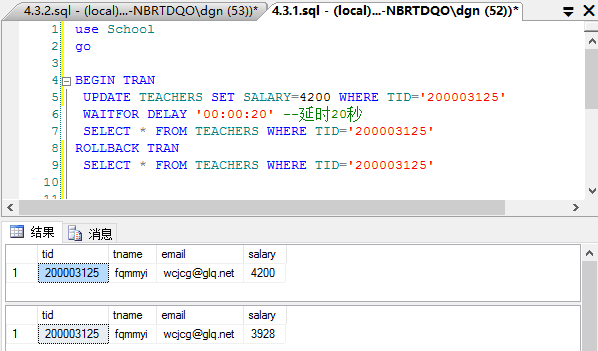 4.3.2.sql - (local)...-NBRTDQO\dgn (53))* 4.3.1.sql - (local)...-NBRTDQO\dgn (52))*
1 use School
2 go
3
4 BEGIN TRAN
5 UPDATE TEACHERS SET SALARY=4200 WHERE TID='200003125'
6 WAITFOR DELAY '00:00:20' --延时20秒
7 SELECT * FROM TEACHERS WHERE TID='200003125'
8 ROLLBACK TRAN
9 SELECT * FROM TEACHERS WHERE TID='200003125'
10
11
结果 消息
tid tname email salary
1 200003125 fqmmyi wcjcg@glq.net 4200
tid tname email salary
1 200003125 fqmmyi wcjcg@glq.net 3928